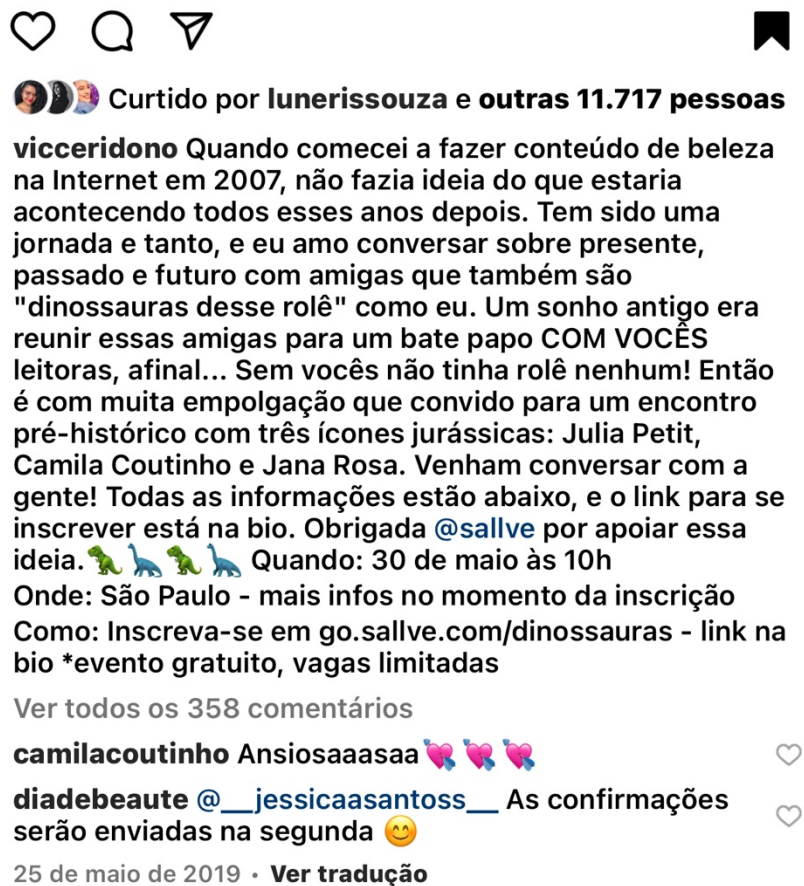 Curtido por lunerissouza e outras 11.717 pessoas
vicceridono Quando comecei a fazer conteúdo de beleza
na Internet em 2007, não fazia ideia do que estaria
acontecendo todos esses anos depois. Tem sido uma
jornada e tanto, e eu amo conversar sobre presente,
passado e futuro com amigas que também são
"dinossauras desse rolê" como eu. Um sonho antigo era
reunir essas amigas para um bate papo COM VOCÊS
leitoras, afinal... Sem vocês não tinha rolê nenhum! Então
é com muita empolgação que convido para um encontro
pré-histórico com três ícones jurássicas: Julia Petit,
Camila Coutinho e Jana Rosa. Venham conversar com a
gente! Todas as informações estão abaixo, e o link para se
inscrever está na bio. Obrigada @sallve por apoiar essa
ideia.🦖🦕🦖🦕 Quando: 30 de maio às 10h
Onde: São Paulo - mais infos no momento da inscrição
Como: Inscreva-se em go.sallve.com/dinossauras - link na
bio *evento gratuito, vagas limitadas
Ver todos os 358 comentários
camilacoutinho Ansiosaaasaa💘💘💘
diadebeaute @__jessicaasantoss__ As confirmações
serão enviadas na segunda 😊
25 de maio de 2019 · Ver tradução